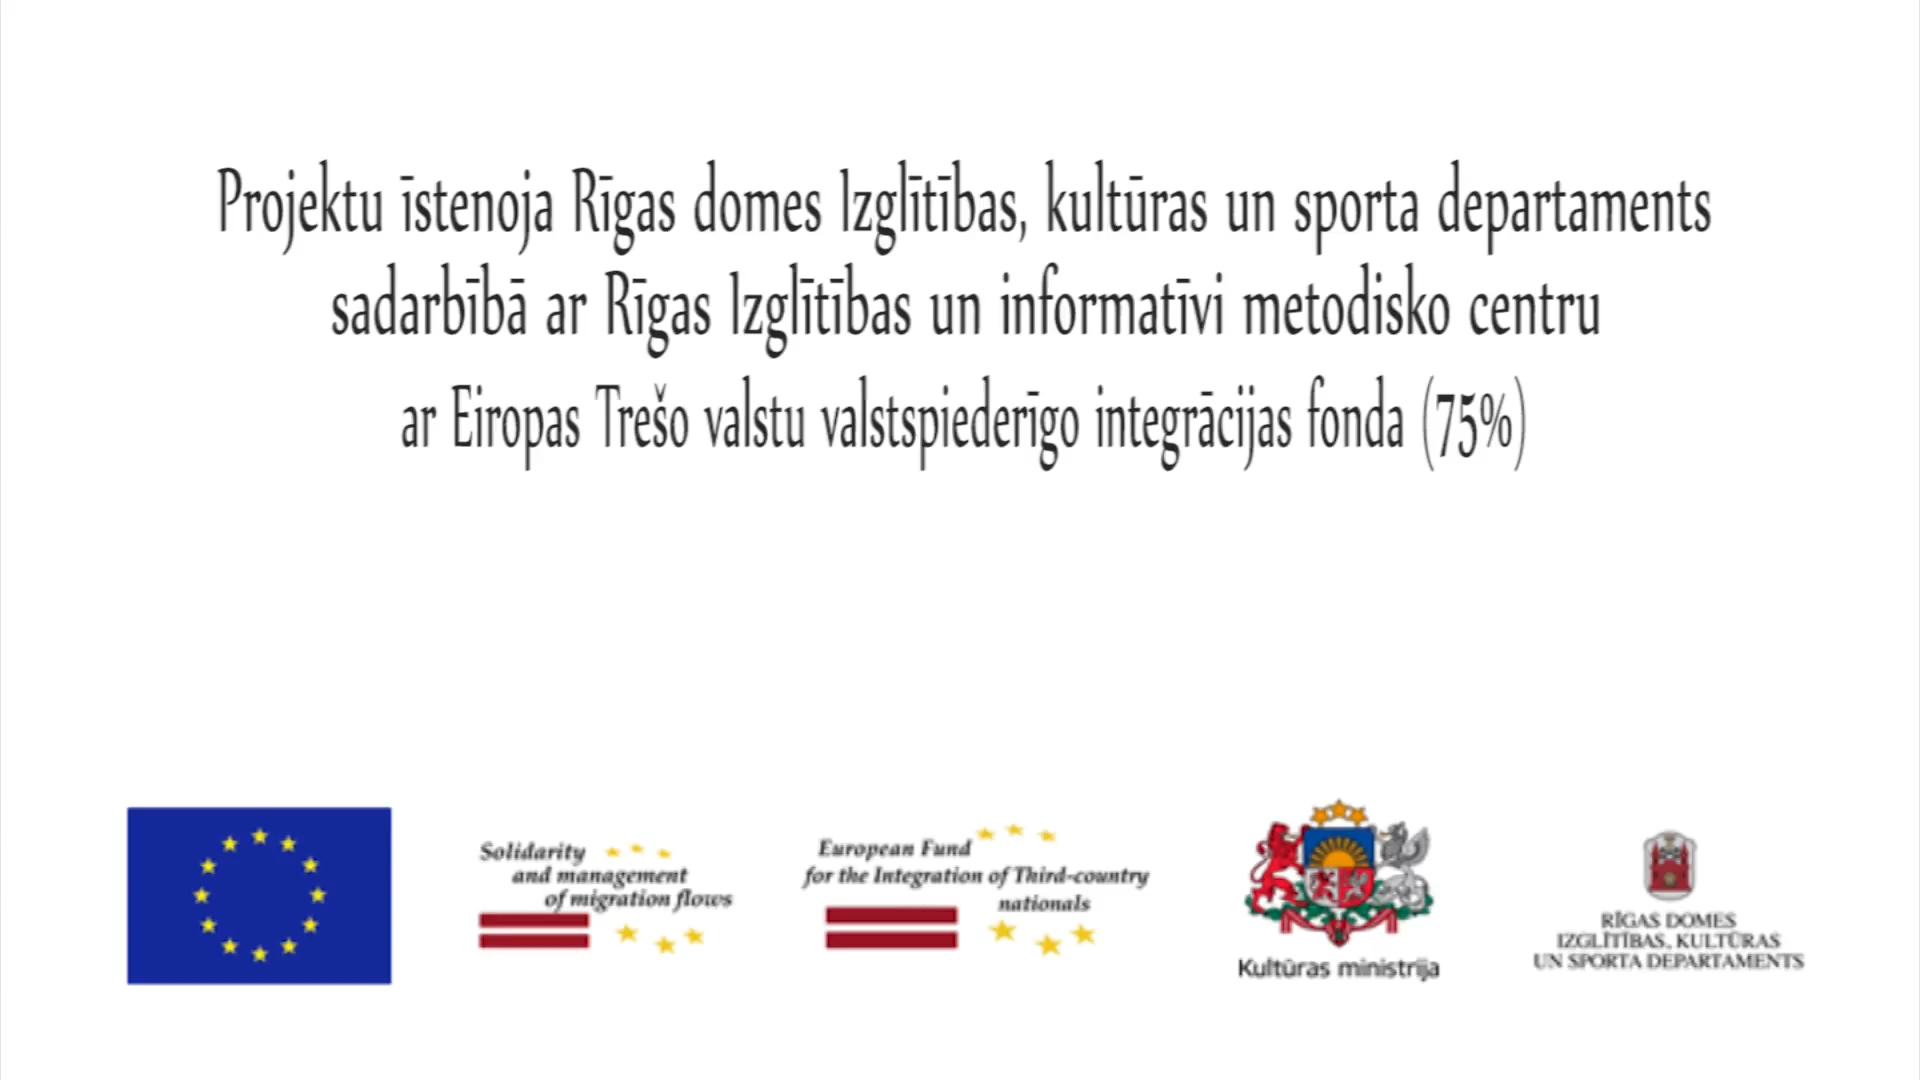 Projektu īstenoja Rīgas domes Izglītības, kultūras un sporta departaments
sadarbībā ar Rīgas Izglītības un informatīvi metodisko centru
ar Eiropas Trešo valstu valstspiederīgo integrācijas fonda (75%)
Solidarity
and management
of migration flows
European Fund
for the Integration of Third-country
nationals
Kultūras ministrija
RĪGAS DOMES
IZGLĪTĪBAS, KULTŪRAS
UN SPORTA DEPARTAMENTS